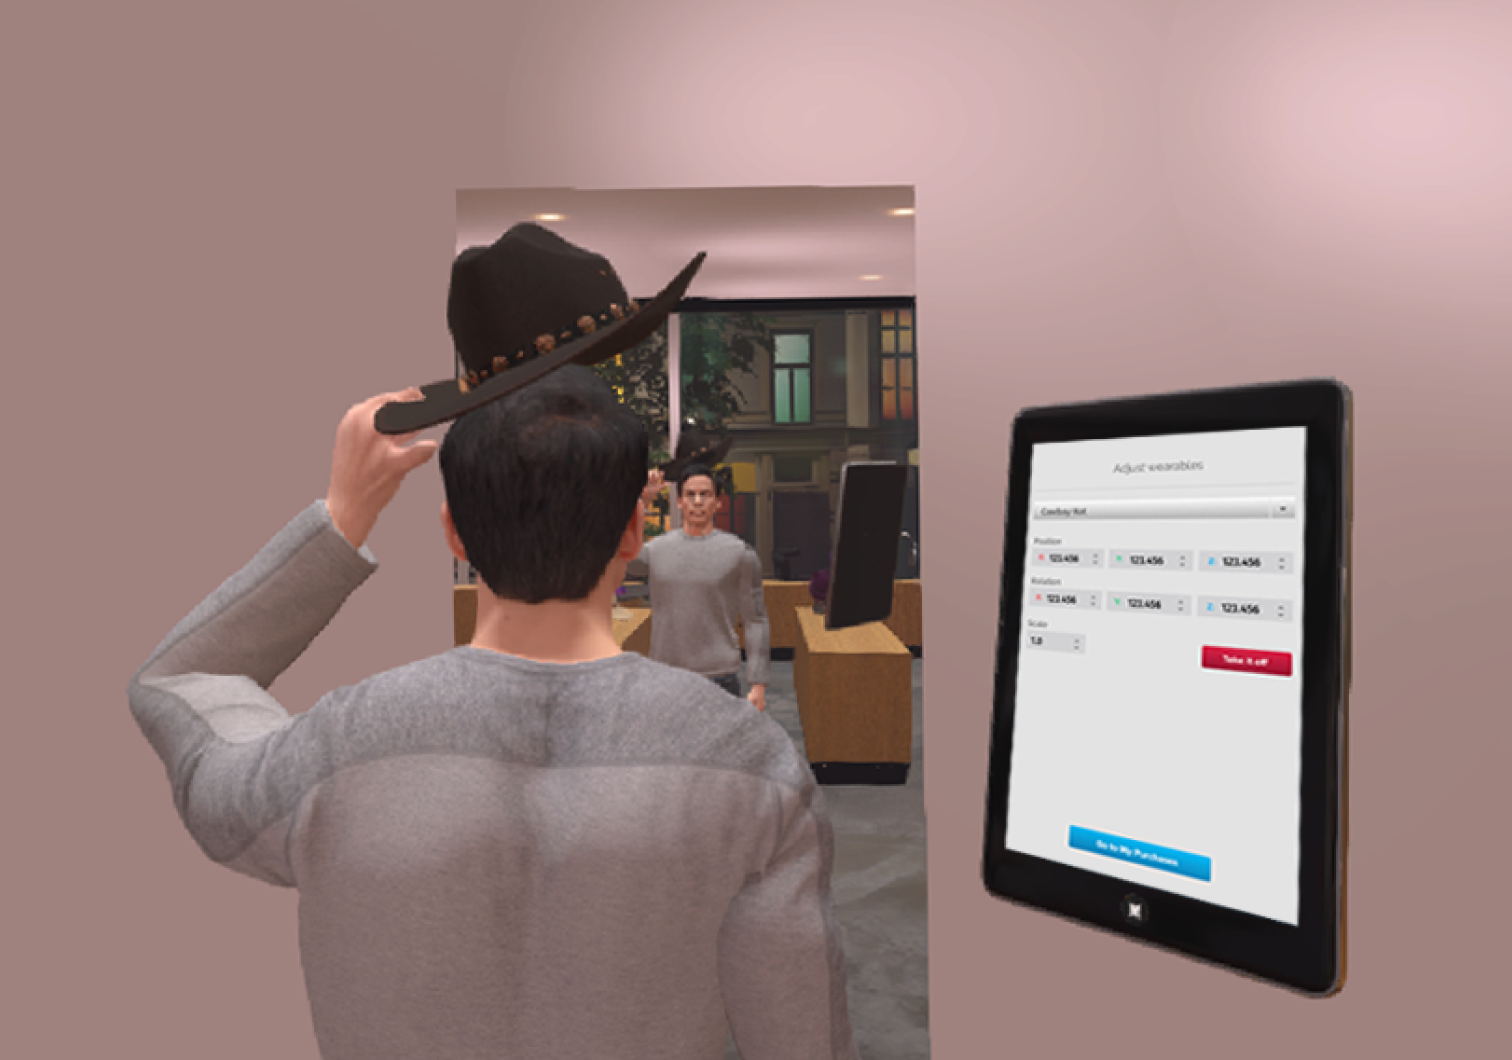 Adjust wearables
Cowboy Hat
Position
X 123.456 Y 123.456 Z 123.456
Rotation
X 123.456 Y 123.456 Z 123.456
Scale
1.0
Take it off
Go to My Purchases